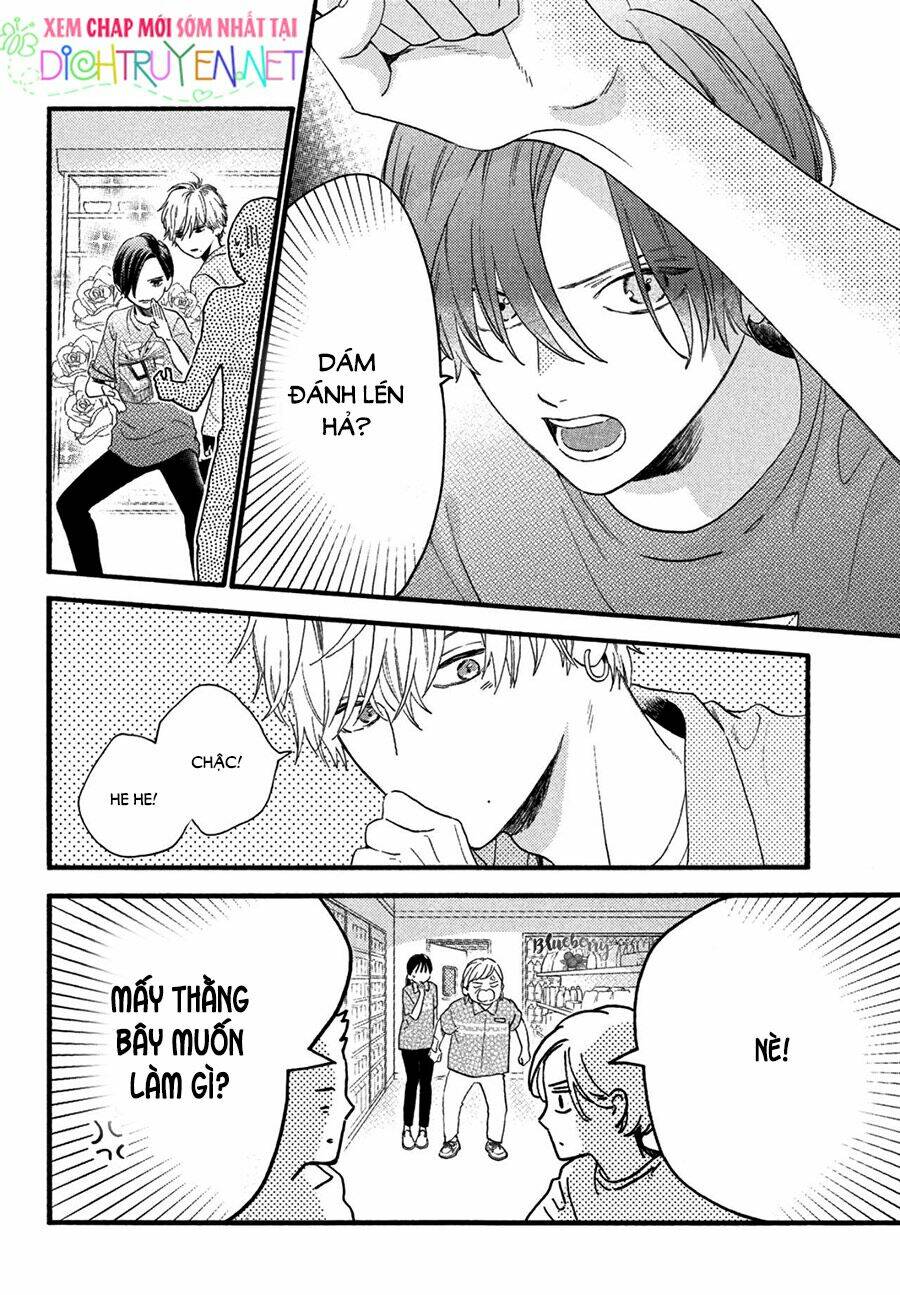 XEM CHAP MỚI SỚM NHẤT TẠI
DICHTRUYEN.NET
DÁM
ĐÁNH LÉN
HẢ?
CHẬC!
HE HE!
Blueberry
NÈ!
MẤY THẰNG
BÂY MUỐN
LÀM GÌ?